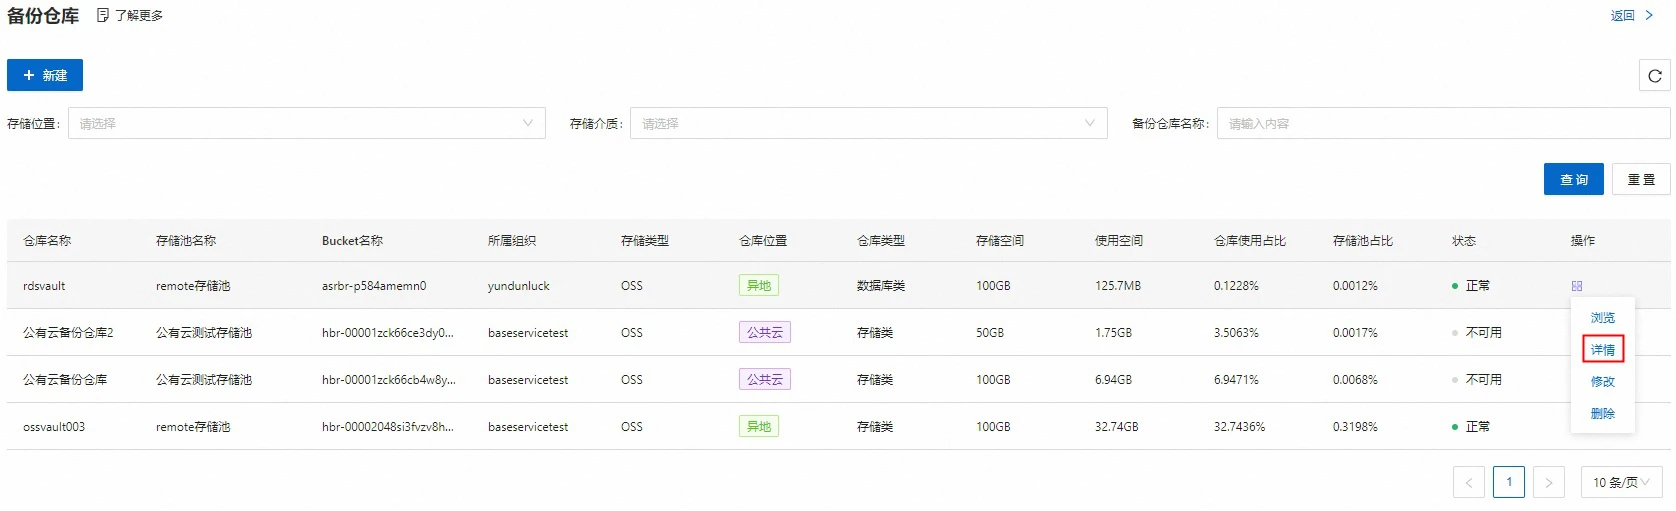 备份仓库 了解更多 返回
+ 新建
存储位置: 请选择 存储介质: 请选择 备份仓库名称: 请输入内容
查 询 重 置
仓库名称 存储池名称 Bucket名称 所属组织 存储类型 仓库位置 仓库类型 存储空间 使用空间 仓库使用占比 存储池占比 状态 操作
rdsvault remote存储池 asrbr-p584amemn0 yundunluck OSS 异地 数据库类 100GB 125.7MB 0.1228% 0.0012% 正常
公有云备份仓库2 公有云测试存储池 hbr-00001zck66ce3dy0... baseservicetest OSS 公共云 存储类 50GB 1.75GB 3.5063% 0.0017% 不可用
公有云备份仓库 公有云测试存储池 hbr-00001zck66cb4w8y... baseservicetest OSS 公共云 存储类 100GB 6.94GB 6.9471% 0.0068% 不可用
ossvault003 remote存储池 hbr-00002048si3fvzv8h... baseservicetest OSS 异地 存储类 100GB 32.74GB 32.7436% 0.3198% 正常
浏览
详情
修改
删除
< 1 > 10 条/页